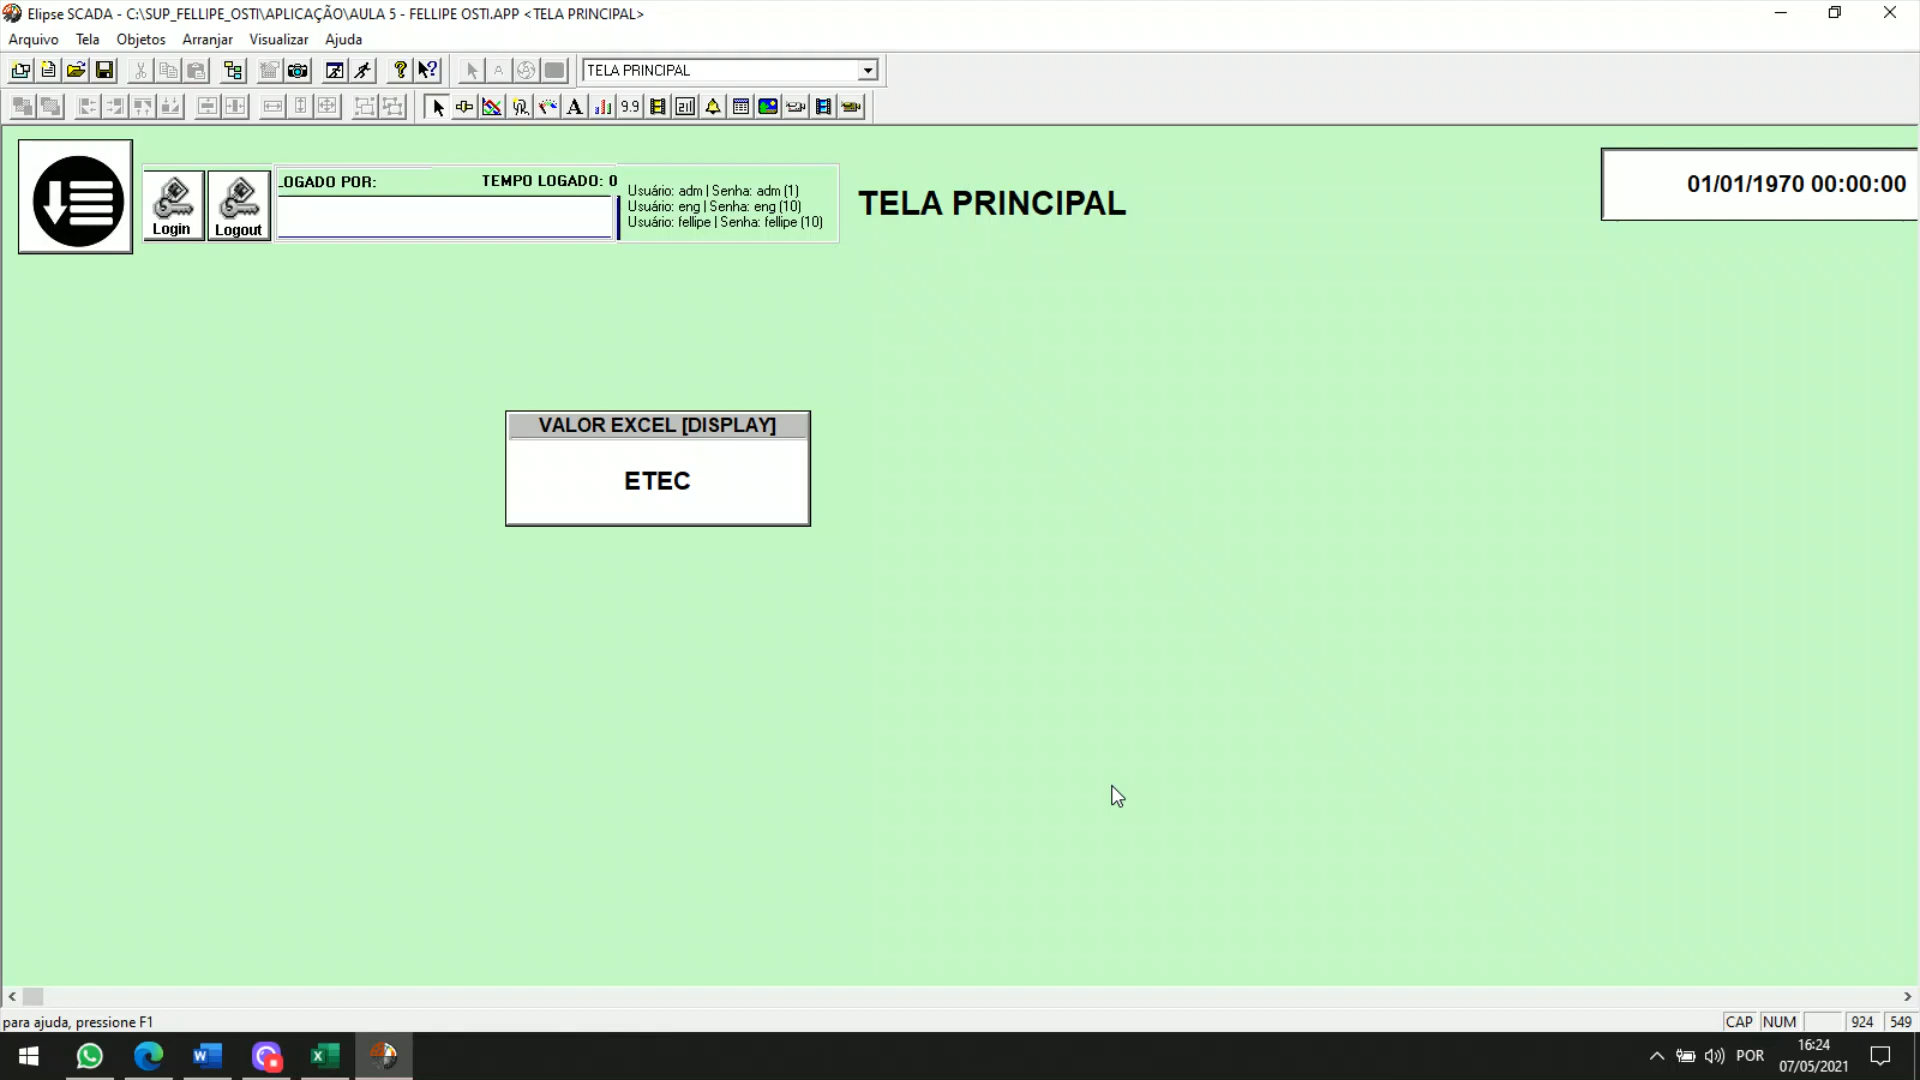 Elipse SCADA - C:\SUP_FELLIPE_OSTI\APLICAÇÃO\AULA 5 - FELLIPE OSTI.APP <TELA PRINCIPAL>
Arquivo Tela Objetos Arranjar Visualizar Ajuda
TELA PRINCIPAL
A 9.9
LOGADO POR: TEMPO LOGADO: 0
Login Logout
Usuário: adm | Senha: adm (1)
Usuário: eng | Senha: eng (10)
Usuário: fellipe | Senha: fellipe (10)
TELA PRINCIPAL
01/01/1970 00:00:00
VALOR EXCEL [DISPLAY]
ETEC
para ajuda, pressione F1
CAP NUM 924 549
POR
16:24
07/05/2021